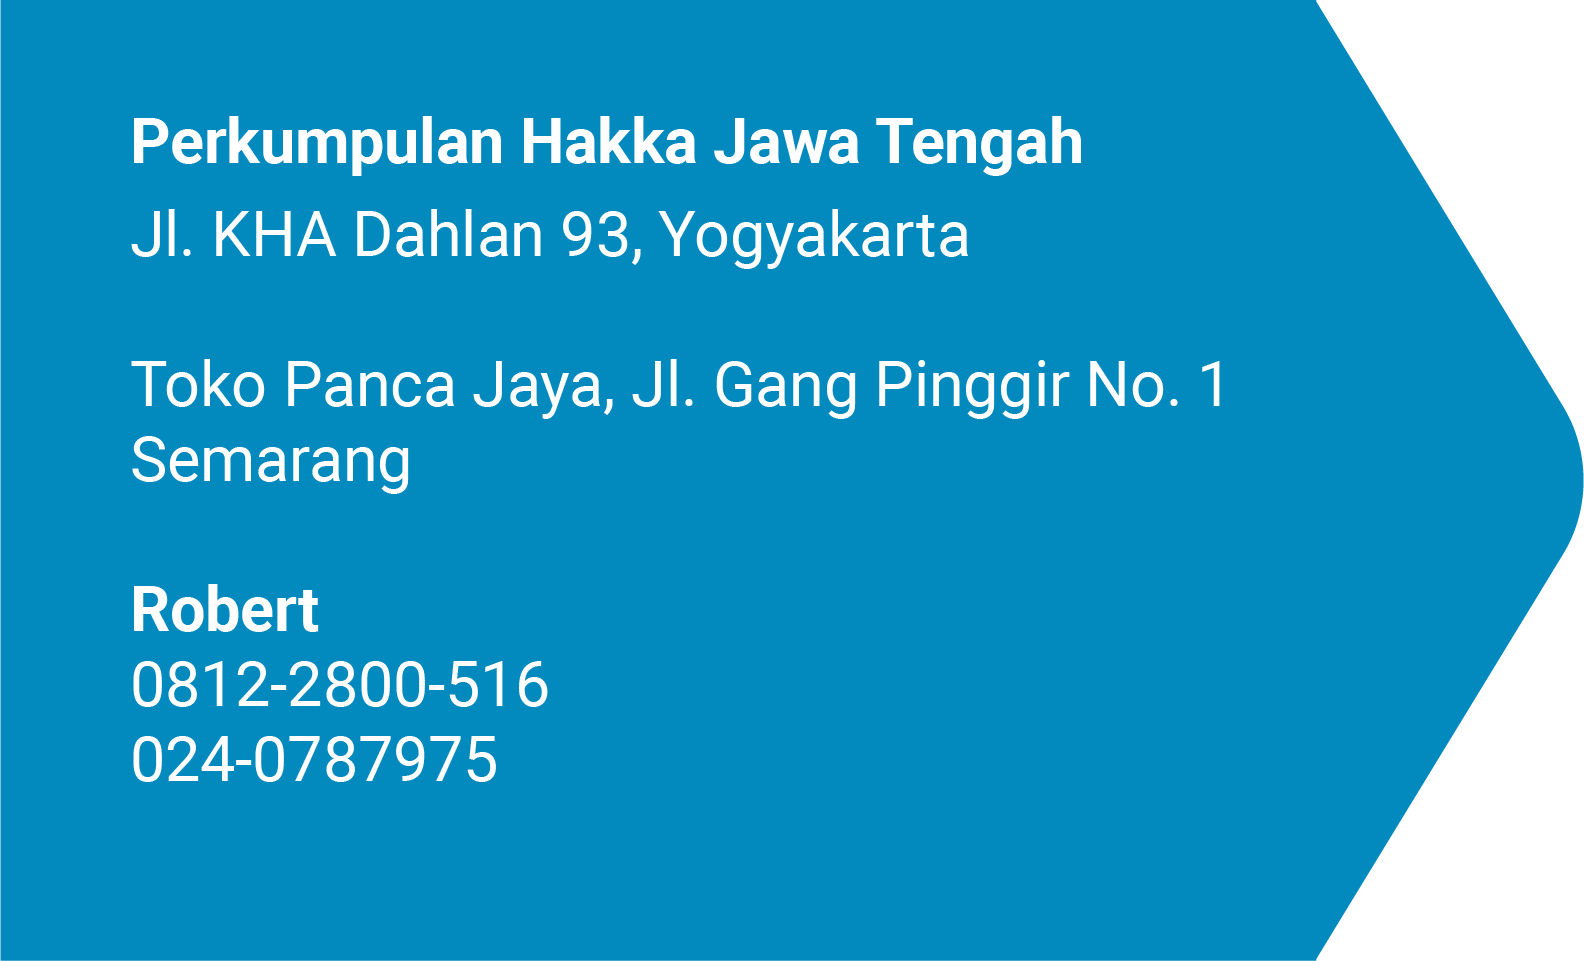 Perkumpulan Hakka Jawa Tengah
Jl. KHA Dahlan 93, Yogyakarta
Toko Panca Jaya, Jl. Gang Pinggir No. 1
Semarang
Robert
0812-2800-516
024-0787975